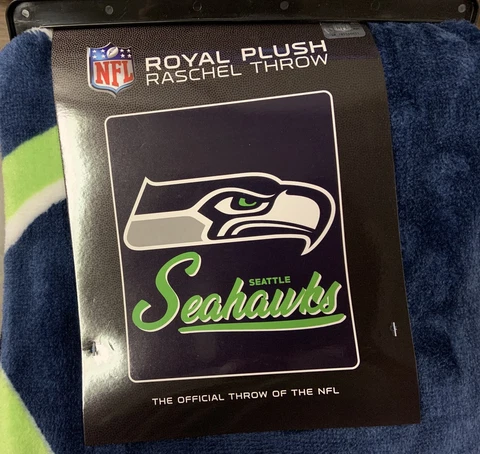 NFL
ROYAL PLUSH
RASCHEL THROW
SEATTLE
Seahawks
THE OFFICIAL THROW OF THE NFL